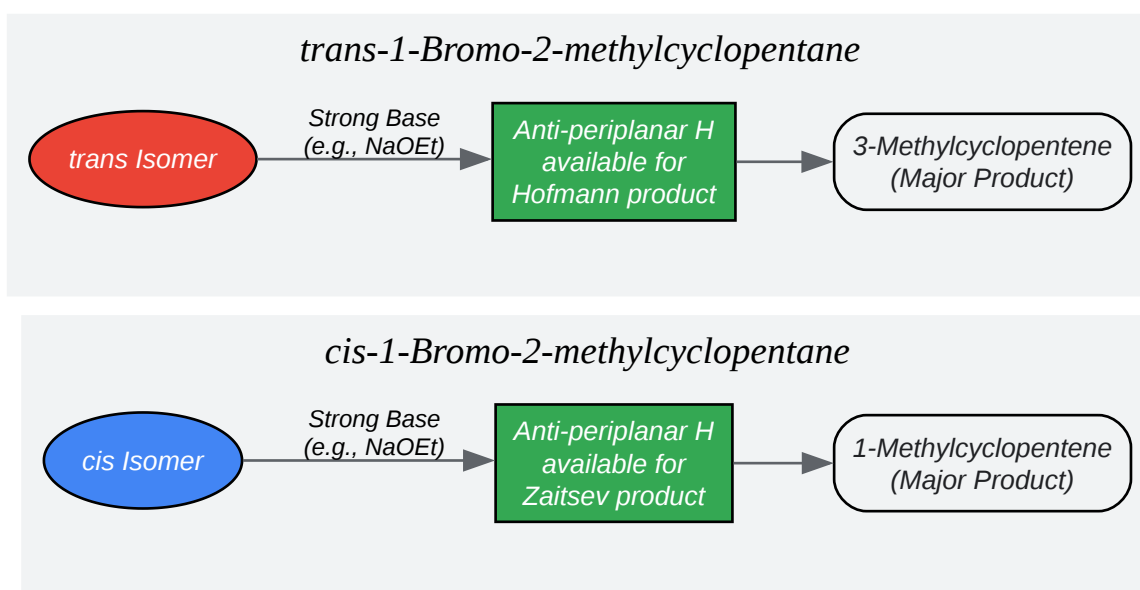 trans-1-Bromo-2-methylcyclopentane
trans Isomer
Strong Base
(e.g., NaOEt)
Anti-periplanar H
available for
Hofmann product
3-Methylcyclopentene
(Major Product)
cis-1-Bromo-2-methylcyclopentane
cis Isomer
Strong Base
(e.g., NaOEt)
Anti-periplanar H
available for
Zaitsev product
1-Methylcyclopentene
(Major Product)